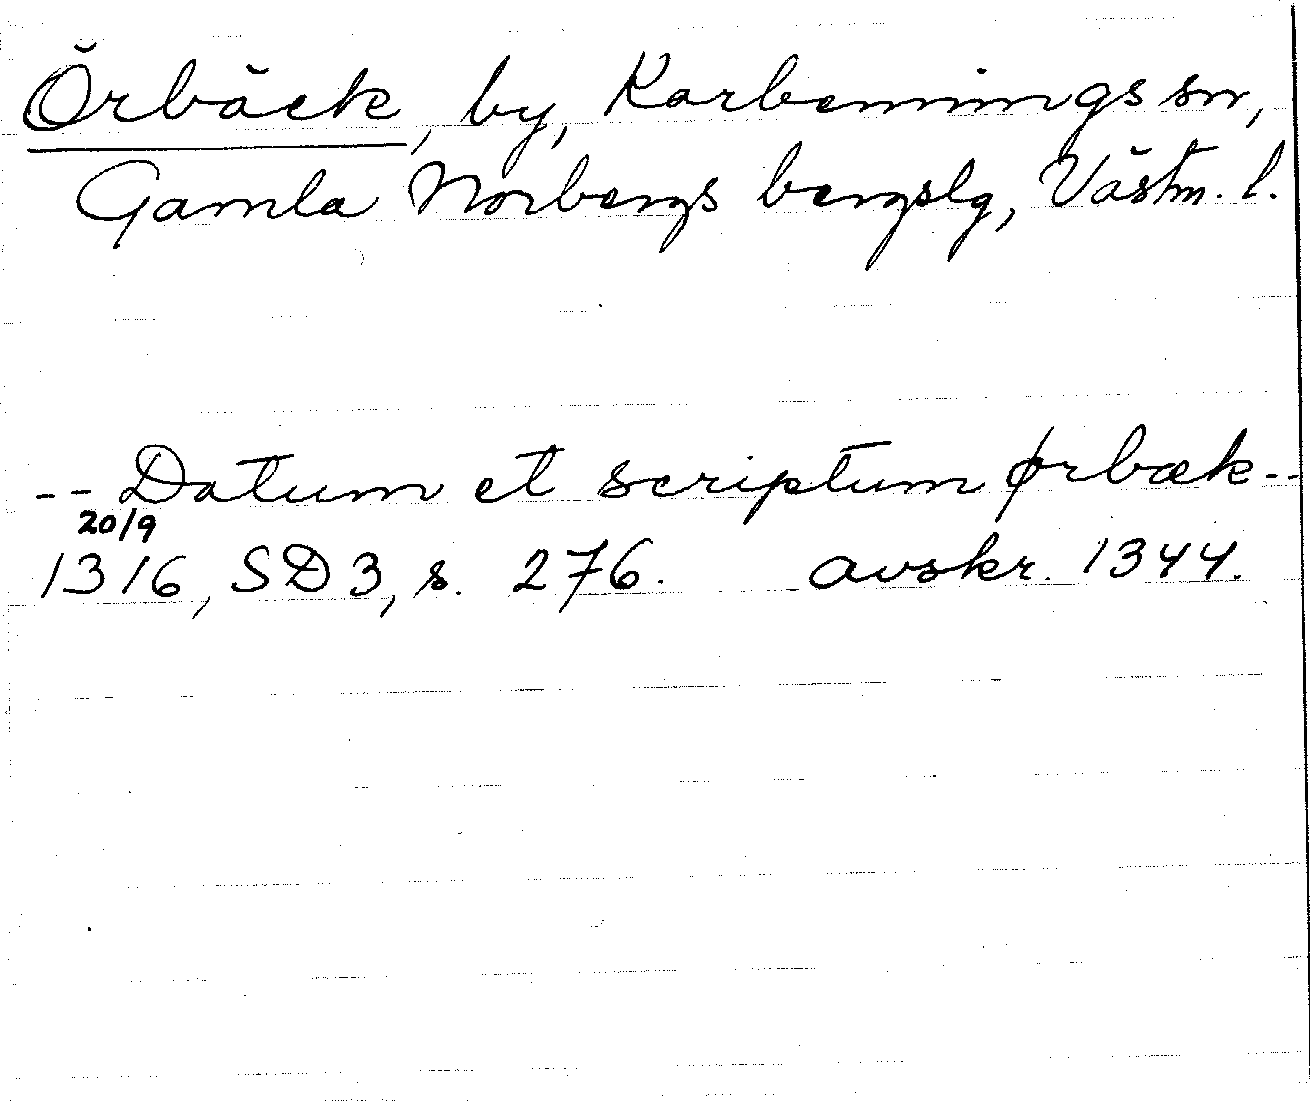 Örbäck, by, Karbennings sn,
Gamla Norbergs bergslg, Västm. l.
-- Datum et scriptum ørbæk --
20/9
1316, SD 3, s. 276. avskr. 1344.